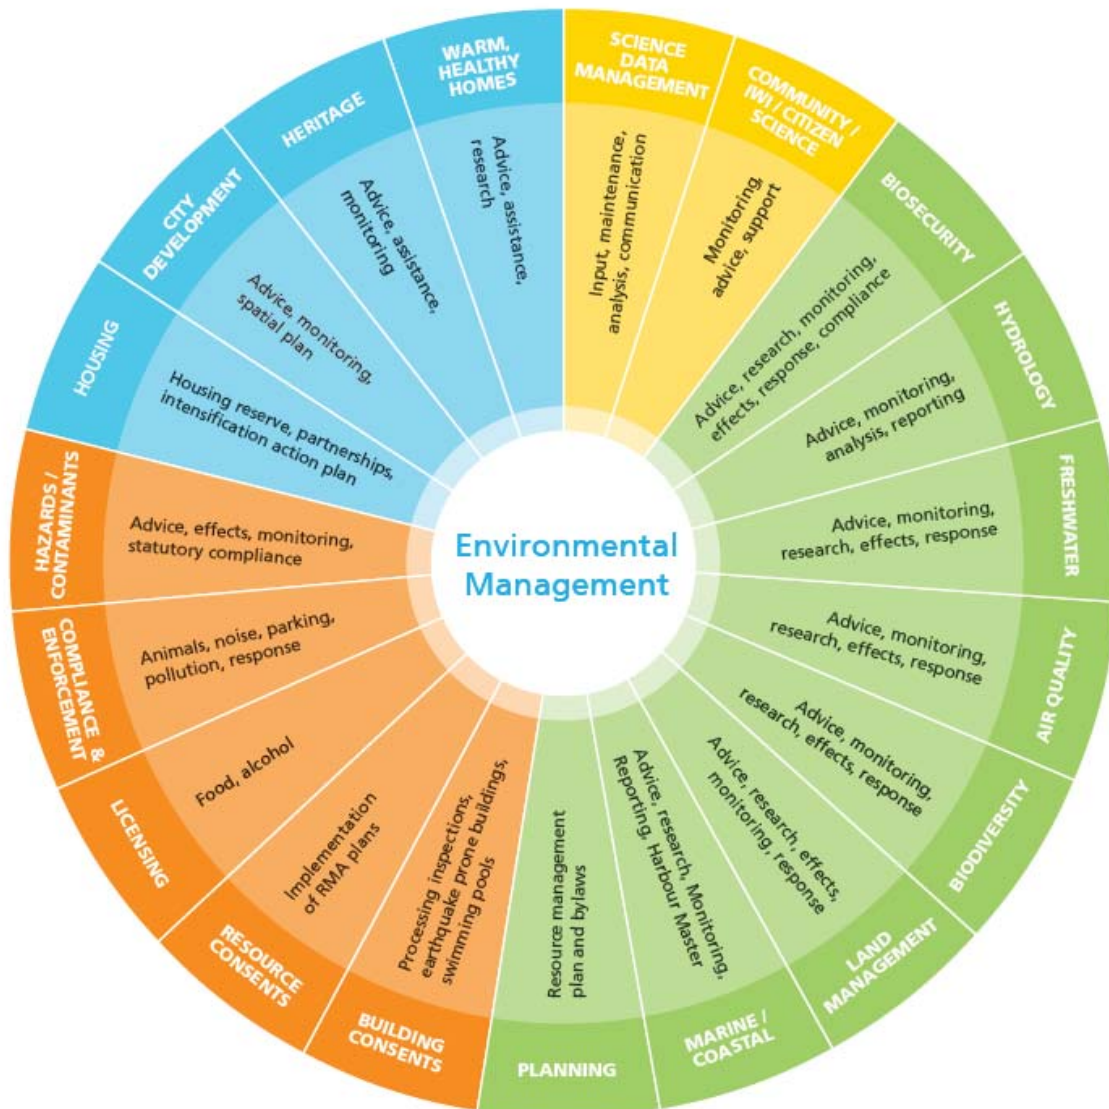 Environmental
Management
SCIENCE
DATA
MANAGEMENT
Input, maintenance,
analysis, communication
COMMUNITY /
IWI / CITIZEN
SCIENCE
Monitoring,
advice, support
BIOSECURITY
Advice, research, monitoring,
effects, response, compliance
HYDROLOGY
Advice, monitoring,
analysis, reporting
FRESHWATER
Advice, monitoring,
research, effects, response
AIR QUALITY
Advice, monitoring,
research, effects, response
BIODIVERSITY
Advice, monitoring,
research, effects, response
LAND
MANAGEMENT
Advice, research, effects,
monitoring, response
MARINE /
COASTAL
Advice, research, Monitoring,
Reporting, Harbour Master
PLANNING
Resource management
plan and bylaws
BUILDING
CONSENTS
Processing inspections,
earthquake prone buildings,
swimming pools
RESOURCE
CONSENTS
Implementation
of RMA plans
LICENSING
Food, alcohol
COMPLIANCE &
ENFORCEMENT
Animals, noise, parking,
pollution, response
HAZARDS /
CONTAMINANTS
Advice, effects, monitoring,
statutory compliance
HOUSING
Housing reserve, partnerships,
intensification action plan
CITY
DEVELOPMENT
Advice, monitoring,
spatial plan
HERITAGE
Advice, assistance,
monitoring
WARM,
HEALTHY
HOMES
Advice, assistance,
research